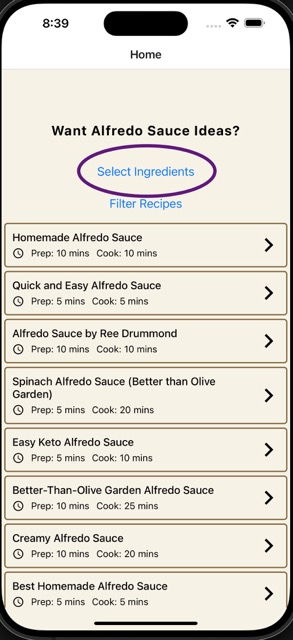 8:39
Home
Want Alfredo Sauce Ideas?
Select Ingredients
Filter Recipes
Homemade Alfredo Sauce
Prep: 10 mins Cook: 10 mins
Quick and Easy Alfredo Sauce
Prep: 5 mins Cook: 5 mins
Alfredo Sauce by Ree Drummond
Prep: 10 mins Cook: 10 mins
Spinach Alfredo Sauce (Better than Olive
Garden)
Prep: 5 mins Cook: 20 mins
Easy Keto Alfredo Sauce
Prep: 5 mins Cook: 10 mins
Better-Than-Olive Garden Alfredo Sauce
Prep: 10 mins Cook: 25 mins
Creamy Alfredo Sauce
Prep: 10 mins Cook: 20 mins
Best Homemade Alfredo Sauce
Prep: 5 mins Cook: 5 mins